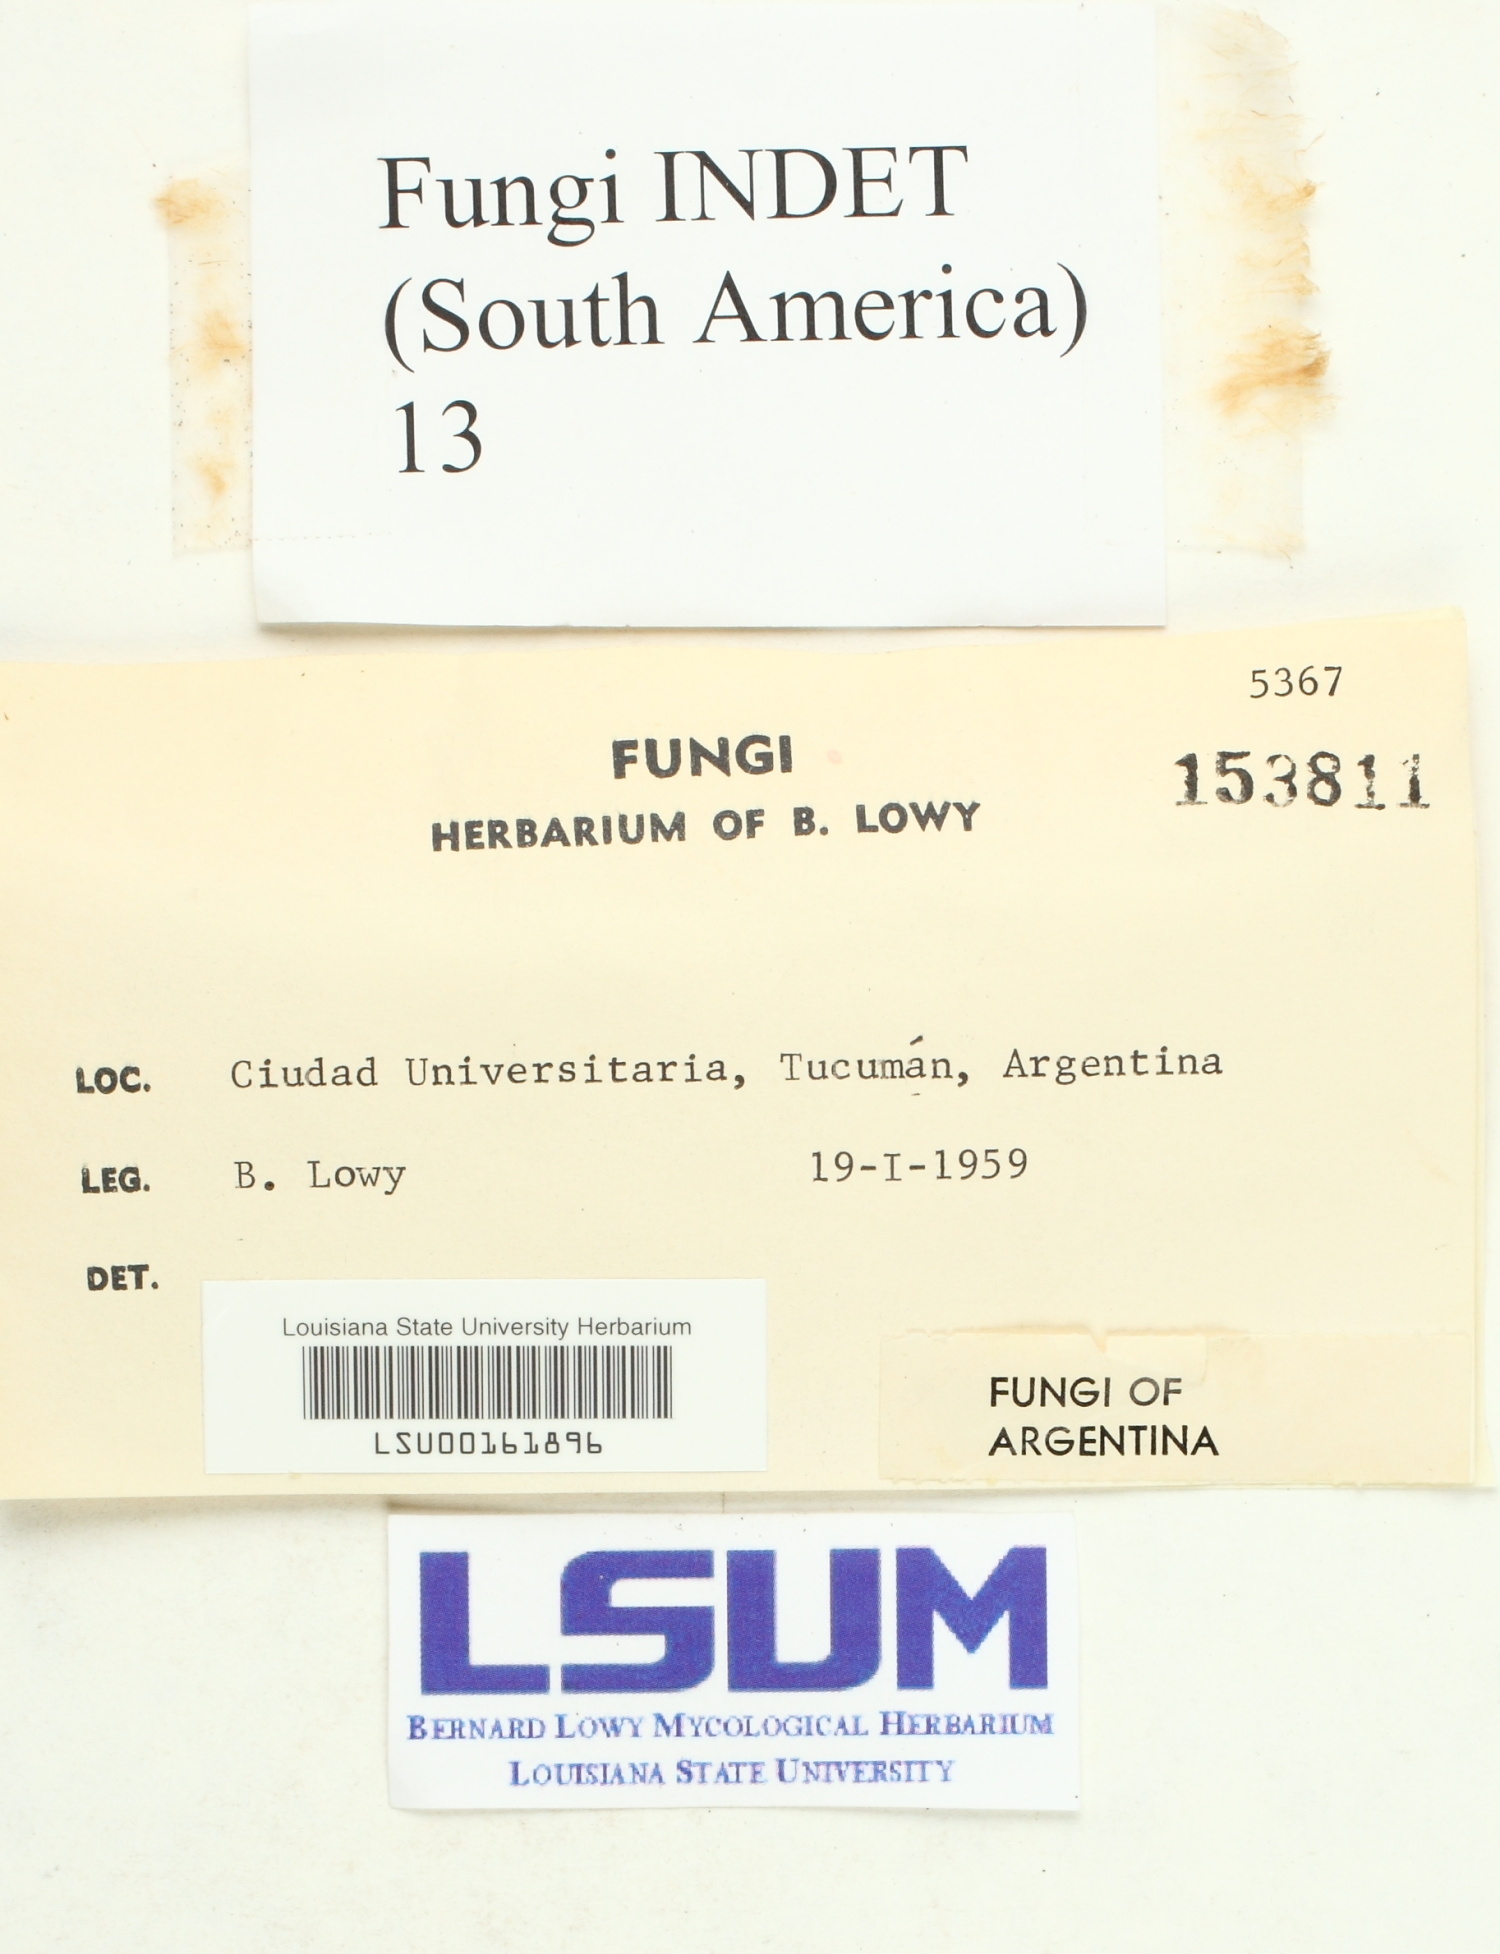 Fungi INDET
(South America)
13
5367
FUNGI
153811
HERBARIUM OF B. LOWY
LOC. Ciudad Universitaria, Tucumán, Argentina
LEG. B. Lowy 19-I-1959
DET.
Louisiana State University Herbarium
LSU00161896
FUNGI OF
ARGENTINA
LSUM
BERNARD LOWY MYCOLOGICAL HERBARIUM
LOUISIANA STATE UNIVERSITY